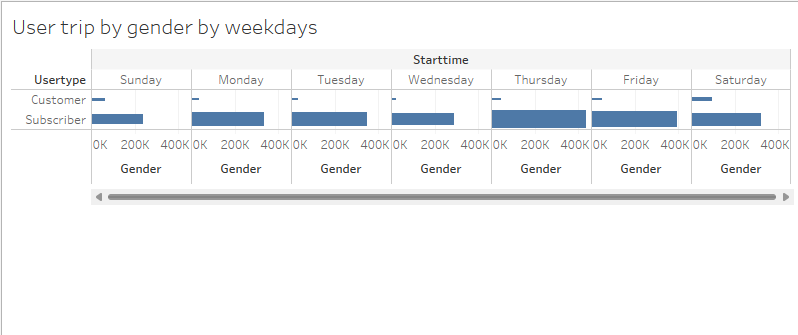 User trip by gender by weekdays
Starttime
Usertype Sunday Monday Tuesday Wednesday Thursday Friday Saturday
Customer
Subscriber
0K 200K 400K 0K 200K 400K 0K 200K 400K 0K 200K 400K 0K 200K 400K 0K 200K 400K 0K 200K 400K
Gender Gender Gender Gender Gender Gender Gender